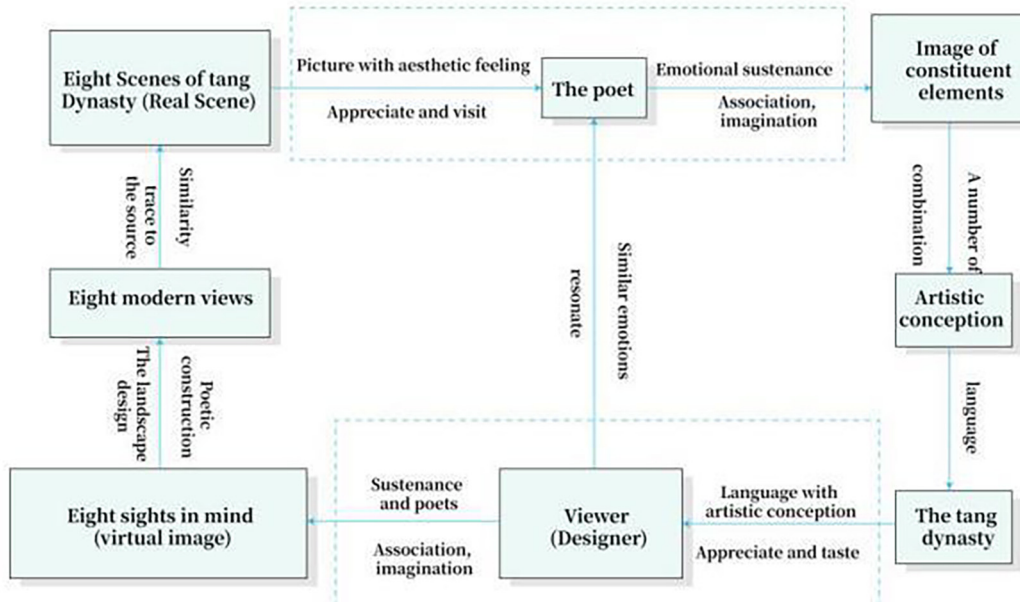 Eight Scenes of tang
Dynasty (Real Scene)
Picture with aesthetic feeling
Appreciate and visit
The poet
Emotional sustenance
Association,
imagination
Image of
constituent
elements
Similarity
trace to
the source
Similar emotions
resonate
A number of
combination
Eight modern views
Artistic
conception
Poetic
construction
The landscape
design
language
Eight sights in mind
(virtual image)
Sustenance
and poets
Association,
imagination
Viewer
(Designer)
Language with
artistic conception
Appreciate and taste
The tang
dynasty